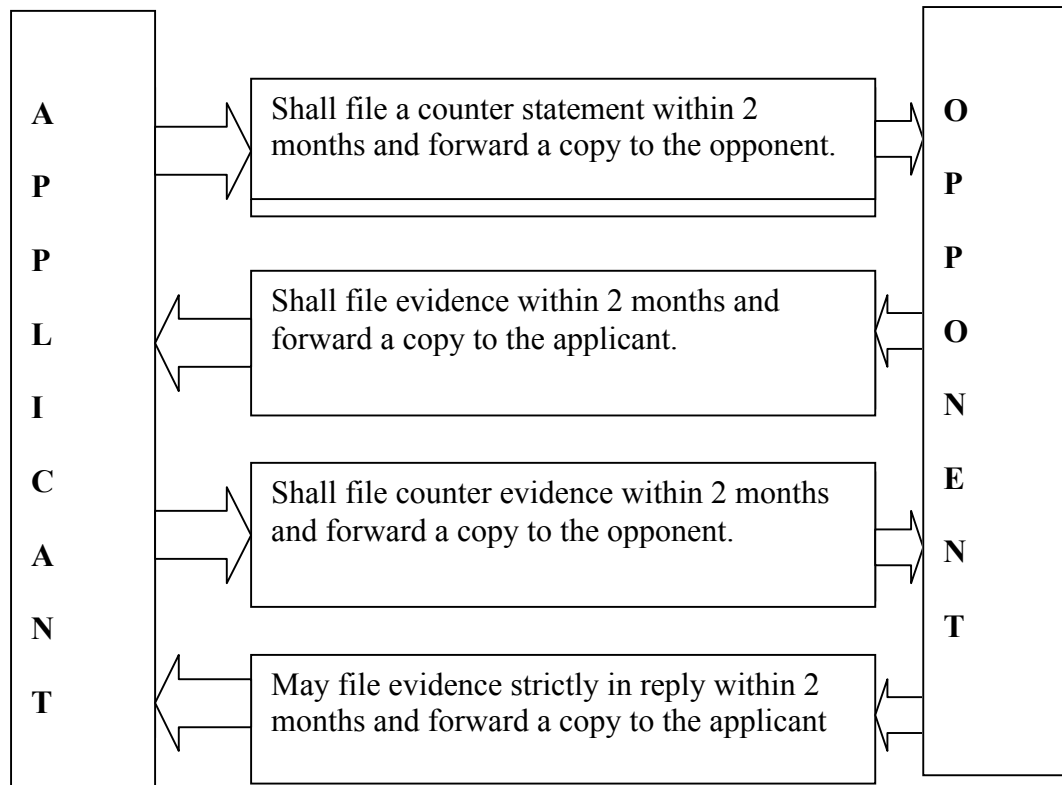 APPLICANT
Shall file a counter statement within 2
months and forward a copy to the opponent.
Shall file evidence within 2 months and
forward a copy to the applicant.
Shall file counter evidence within 2 months
and forward a copy to the opponent.
May file evidence strictly in reply within 2
months and forward a copy to the applicant
OPPONENT